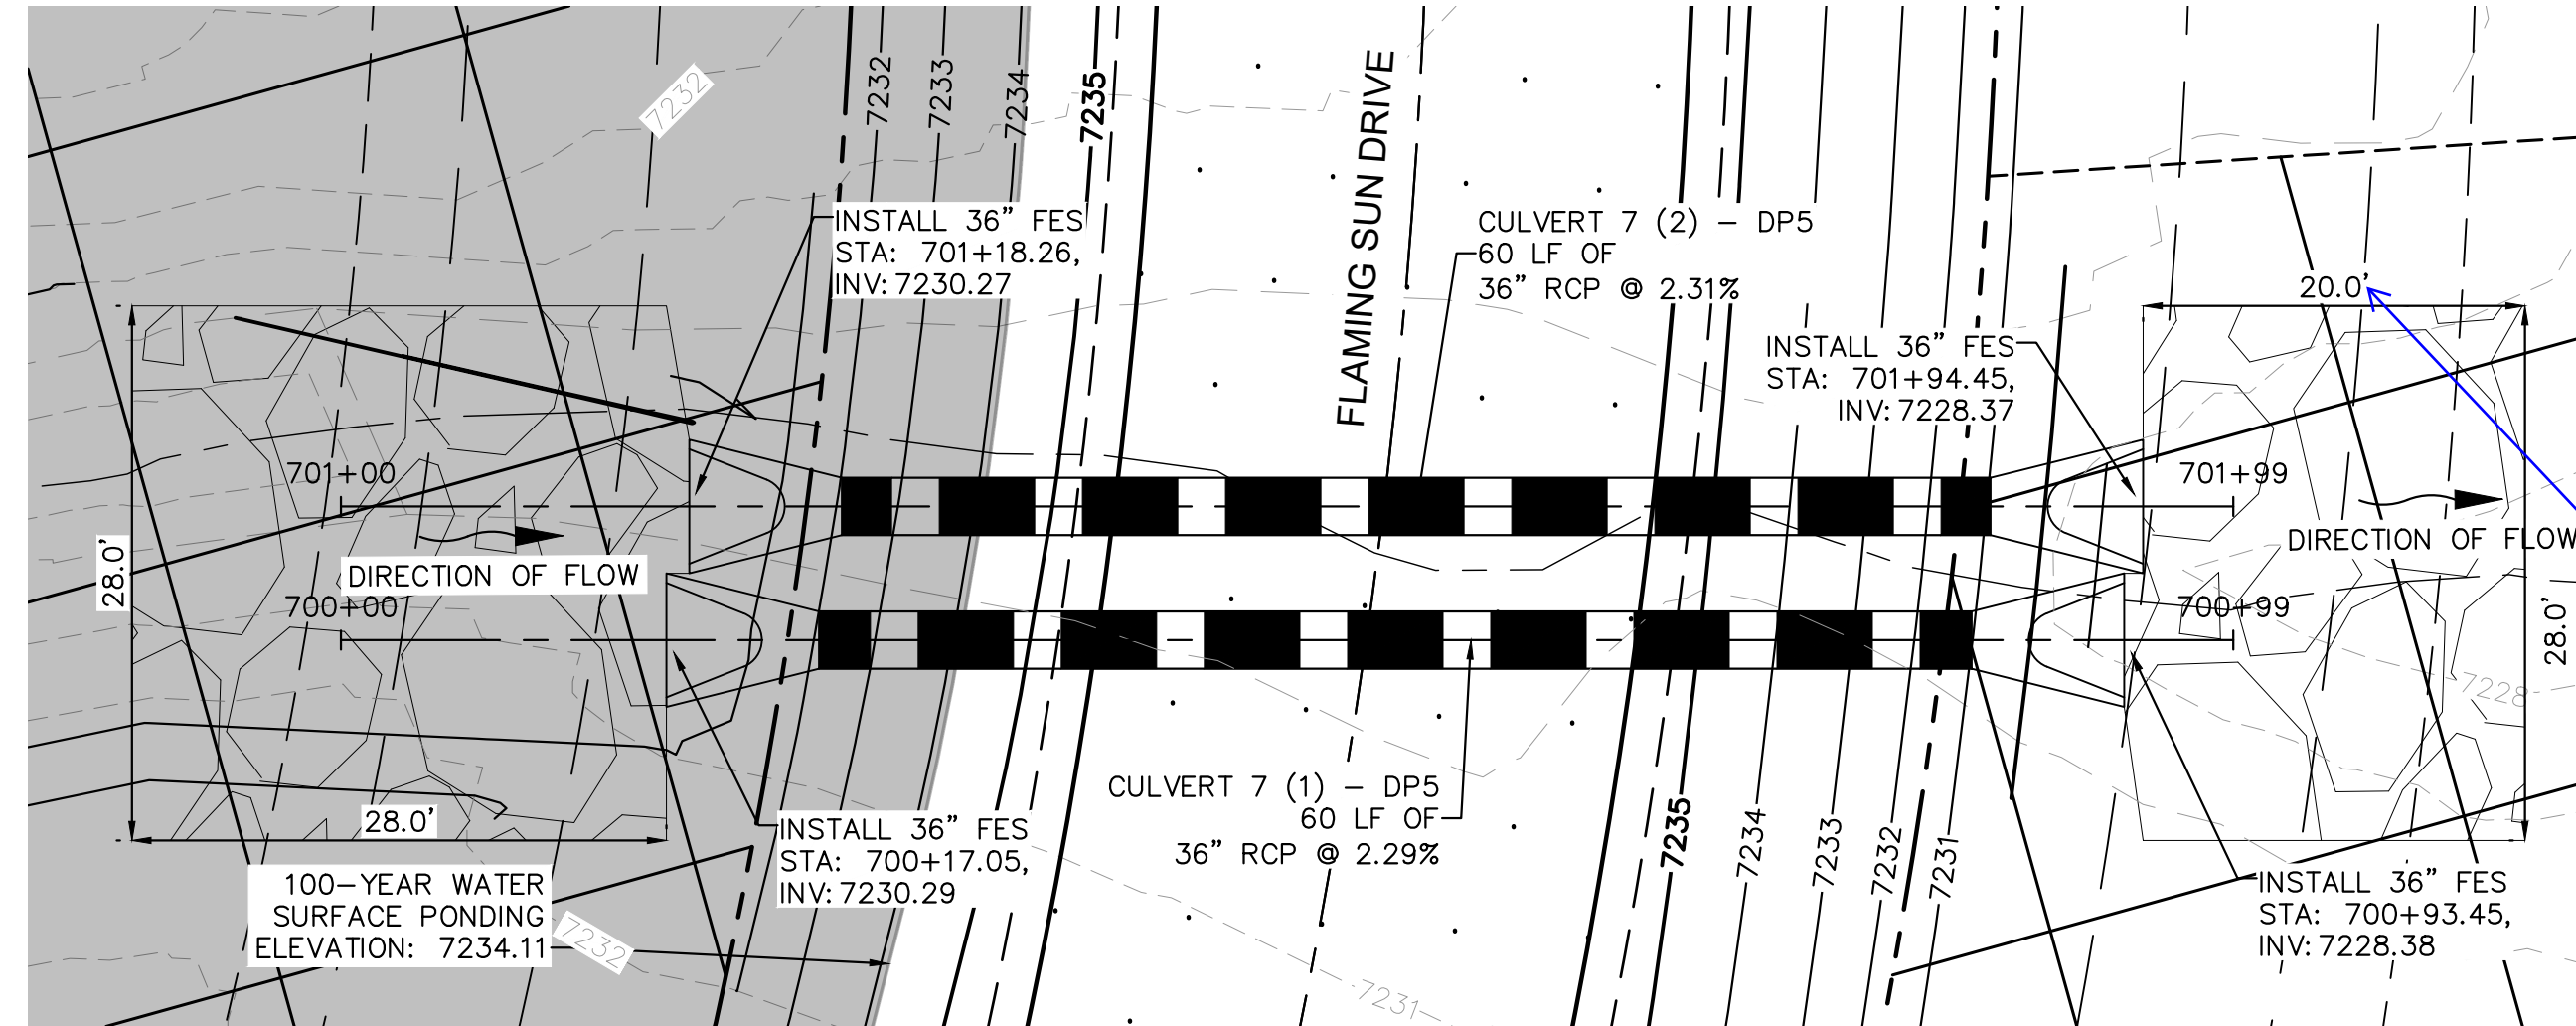 7232
7232
7233
7234
7235
FLAMING SUN DRIVE
INSTALL 36” FES
STA: 701+18.26,
INV: 7230.27
CULVERT 7 (2) – DP5
60 LF OF
36” RCP @ 2.31%
INSTALL 36” FES
STA: 701+94.45,
INV: 7228.37
20.0'
701+00
701+99
DIRECTION OF FLOW
DIRECTION OF FLOW
28.0'
700+00
700+99
28.0'
7228
28.0'
CULVERT 7 (1) – DP5
60 LF OF
36” RCP @ 2.29%
7235
7234
7233
7232
7231
INSTALL 36” FES
STA: 700+17.05,
INV: 7230.29
100–YEAR WATER
SURFACE PONDING
ELEVATION: 7234.11
7232
INSTALL 36” FES
STA: 700+93.45,
INV: 7228.38
7231